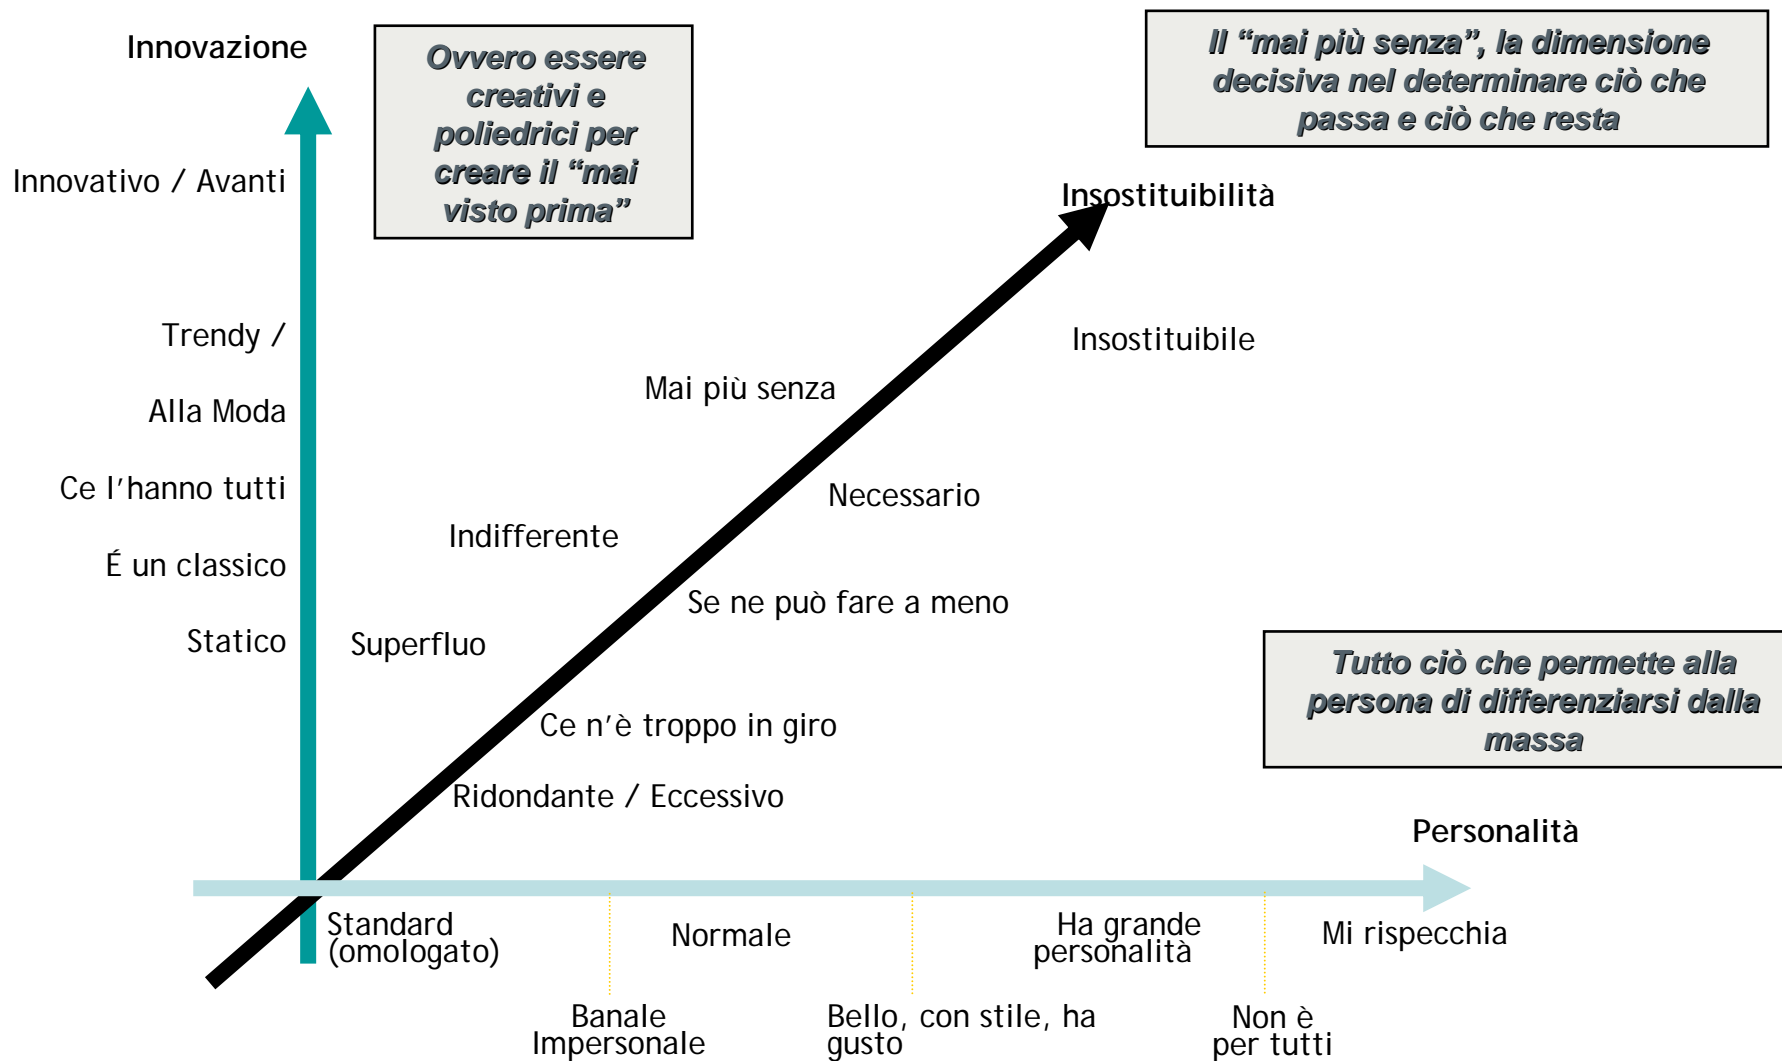 Innovazione
Ovvero essere
creativi e
poliedrici per
creare il “mai
visto prima”
Il “mai più senza”, la dimensione
decisiva nel determinare ciò che
passa e ciò che resta
Innovativo / Avanti
Insostituibilità
Trendy /
Insostituibile
Mai più senza
Alla Moda
Ce l’hanno tutti
Necessario
Indifferente
É un classico
Se ne può fare a meno
Statico
Superfluo
Tutto ciò che permette alla
persona di differenziarsi dalla
massa
Ce n’è troppo in giro
Ridondante / Eccessivo
Personalità
Standard
(omologato)
Normale
Ha grande
personalità
Mi rispecchia
Banale
Impersonale
Bello, con stile, ha
gusto
Non è
per tutti